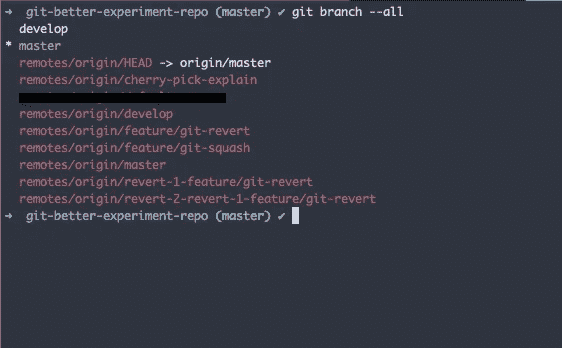 ➜ git-better-experiment-repo (master) ✔ git branch --all
develop
* master
remotes/origin/HEAD -> origin/master
remotes/origin/cherry-pick-explain
remotes/origin/develop
remotes/origin/feature/git-revert
remotes/origin/feature/git-squash
remotes/origin/master
remotes/origin/revert-1-feature/git-revert
remotes/origin/revert-2-revert-1-feature/git-revert
➜ git-better-experiment-repo (master) ✔